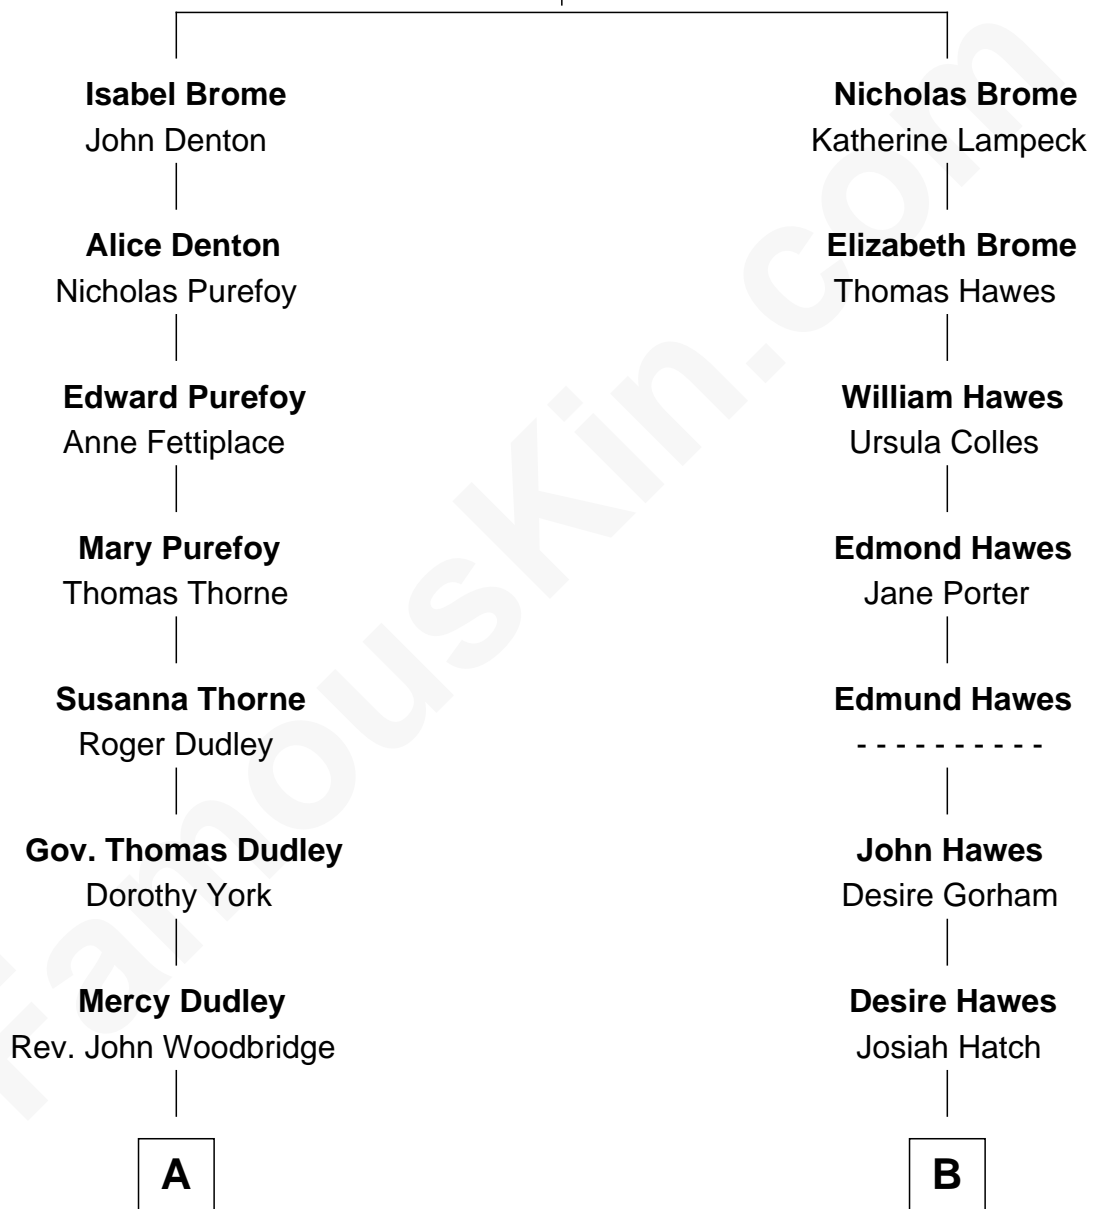 Isabel Brome
John Denton
Alice Denton
Nicholas Purefoy
Edward Purefoy
Anne Fettiplace
Mary Purefoy
Thomas Thorne
Susanna Thorne
Roger Dudley
Gov. Thomas Dudley
Dorothy York
Mercy Dudley
Rev. John Woodbridge
A
Nicholas Brome
Katherine Lampeck
Elizabeth Brome
Thomas Hawes
William Hawes
Ursula Colles
Edmond Hawes
Jane Porter
Edmund Hawes
- - - - - - - - - -
John Hawes
Desire Gorham
Desire Hawes
Josiah Hatch
B
FamousKin.com